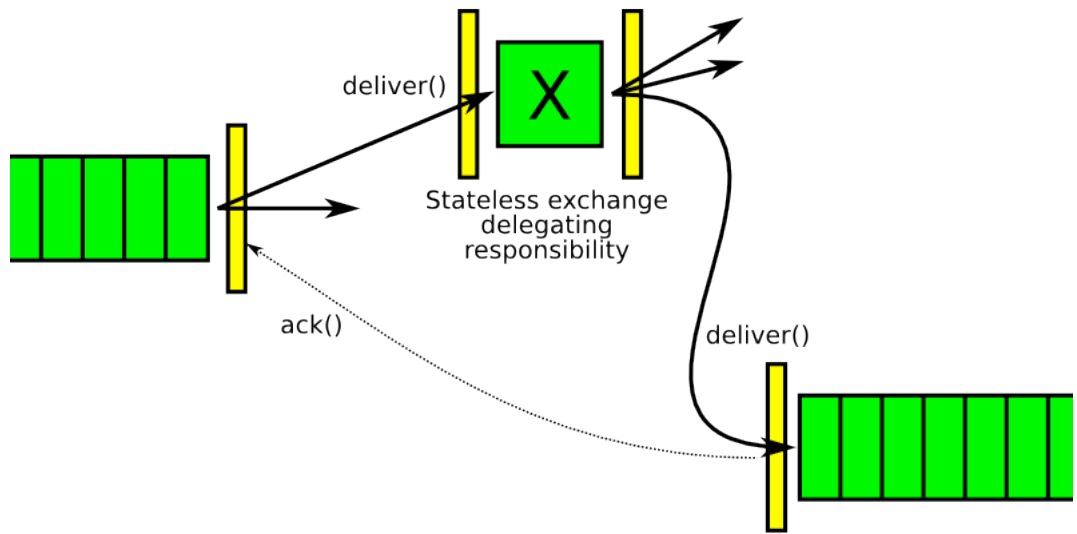 deliver()
X
Stateless exchange
delegating
responsibility
ack()
deliver()